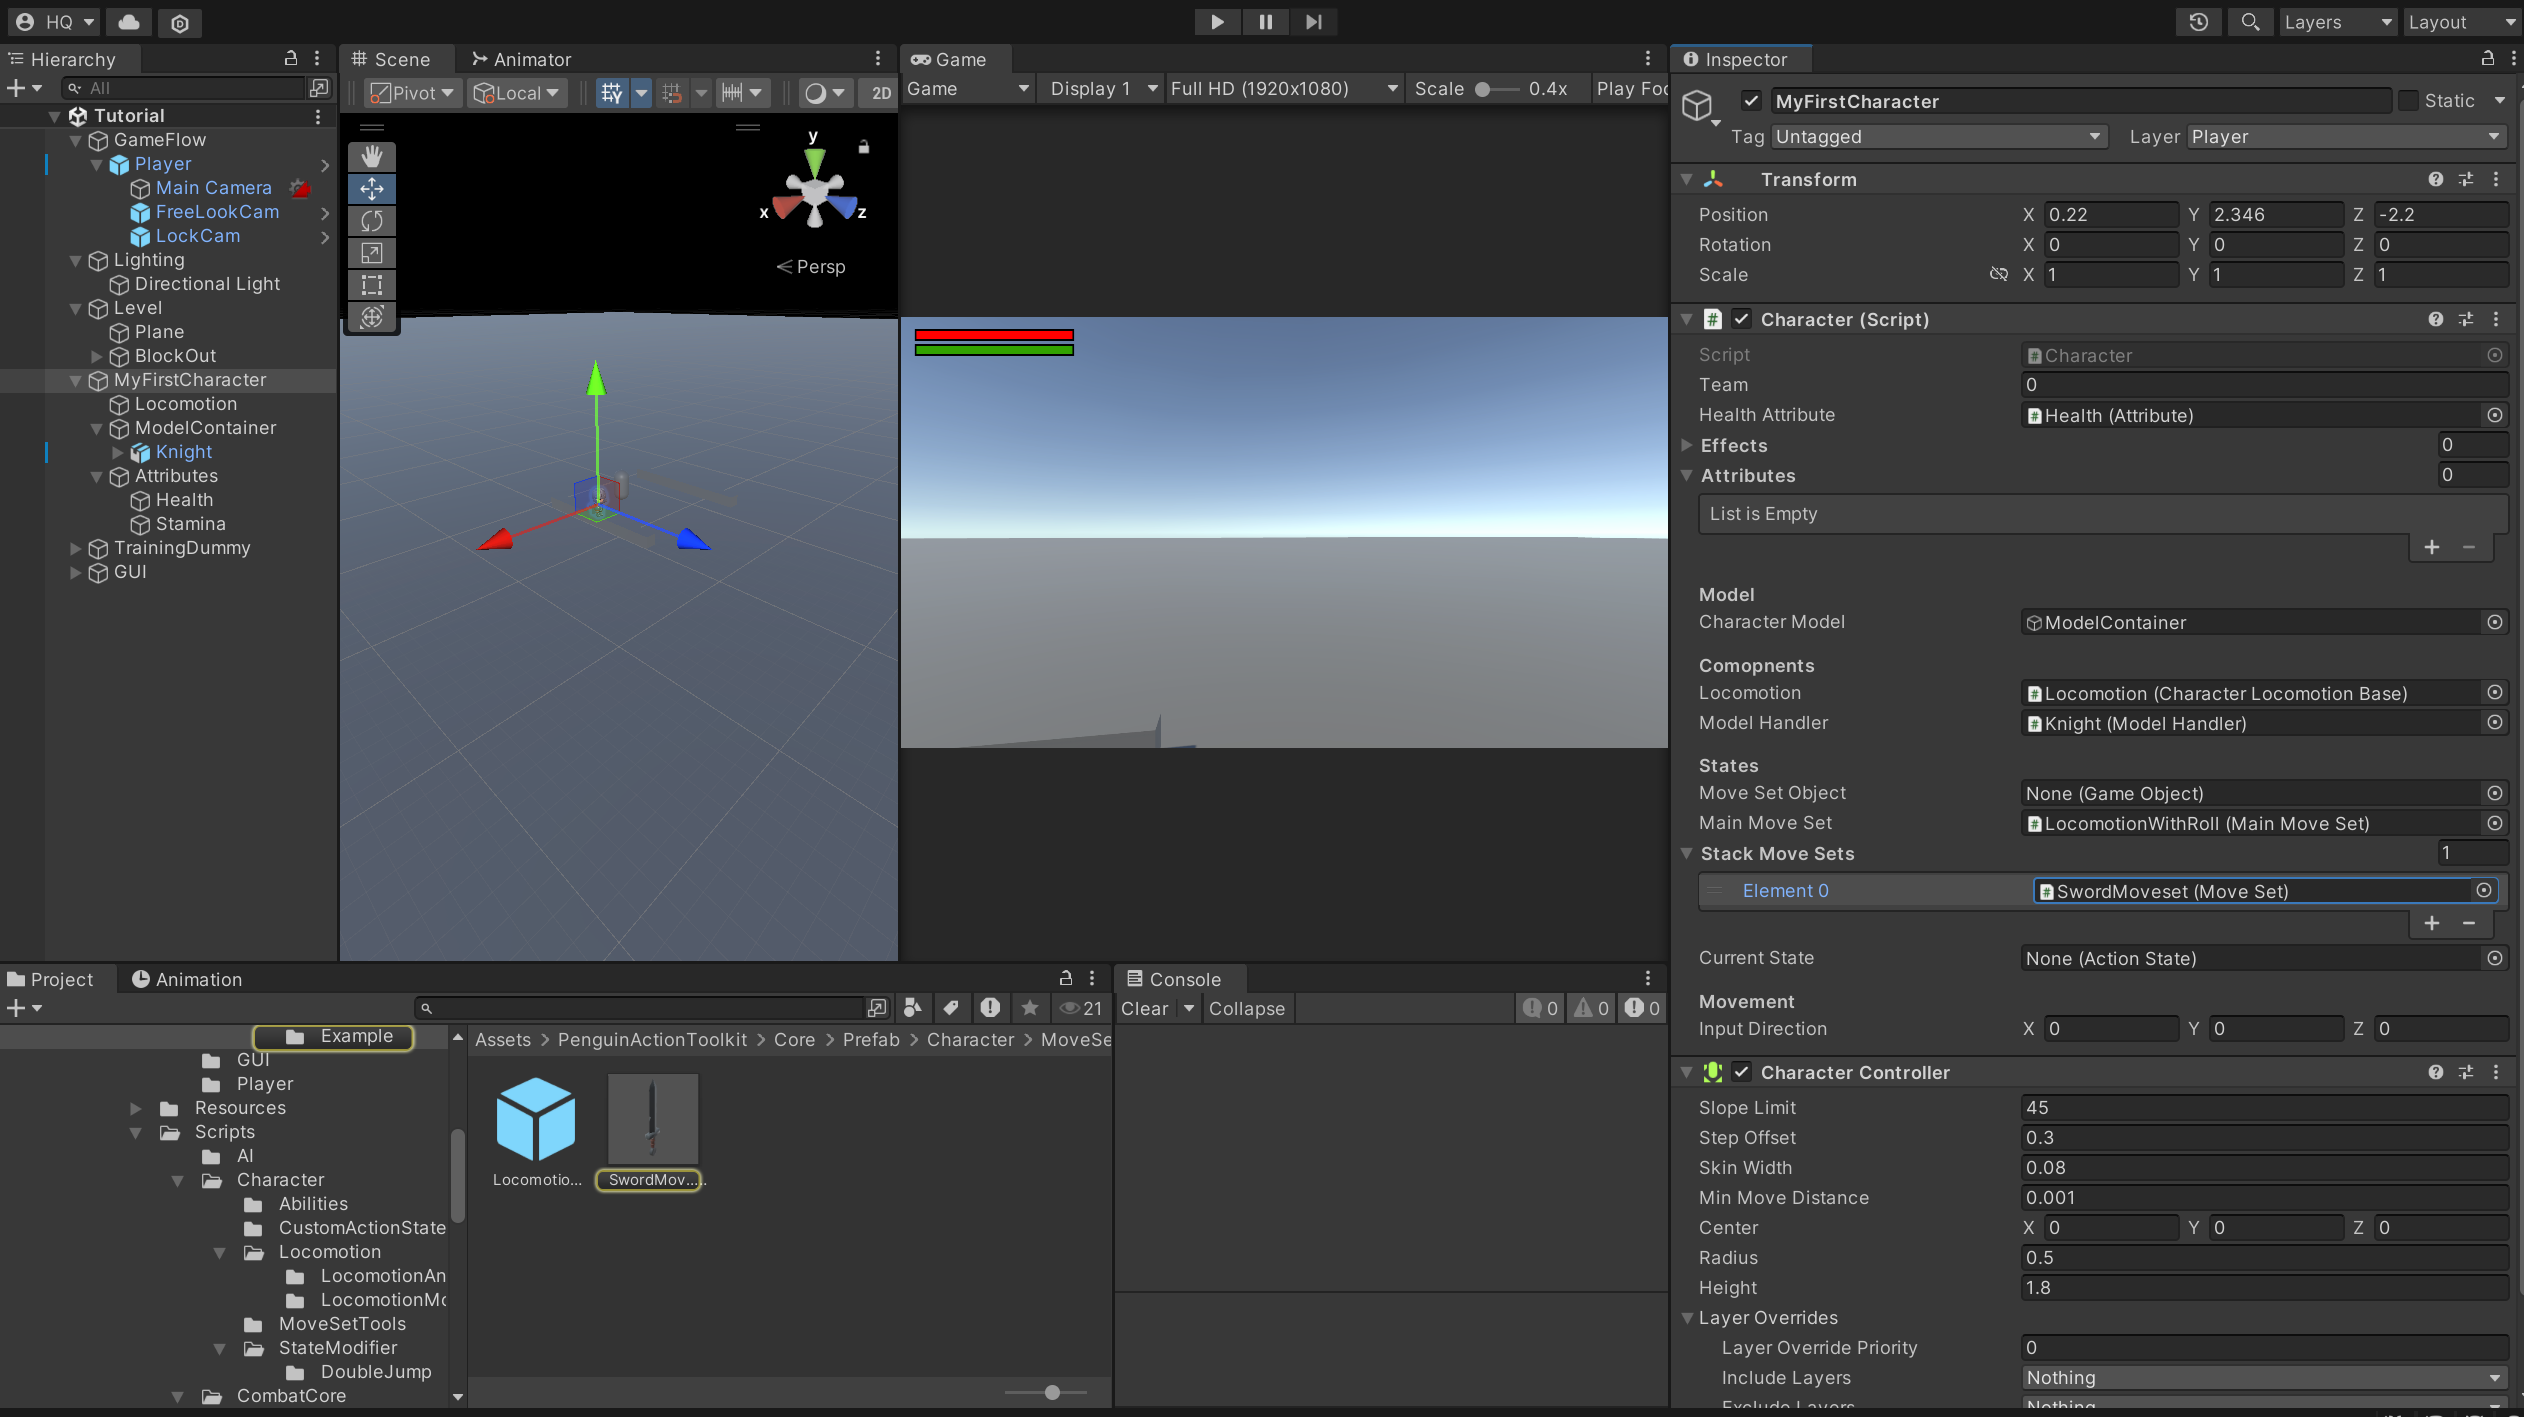 HQ
Layers
Layout
Hierarchy
All
Tutorial
GameFlow
Player
Main Camera
FreeLookCam
LockCam
Lighting
Directional Light
Level
Plane
BlockOut
MyFirstCharacter
Locomotion
ModelContainer
Knight
Attributes
Health
Stamina
TrainingDummy
GUI
Scene
Animator
Pivot
Local
2D
y
x
z
Persp
Game
Game
Display 1
Full HD (1920x1080)
Scale
0.4x
Play Foc
Inspector
MyFirstCharacter
Static
Tag
Untagged
Layer
Player
Transform
Position X 0.22 Y 2.346 Z -2.2
Rotation X 0 Y 0 Z 0
Scale X 1 Y 1 Z 1
Character (Script)
Script Character
Team 0
Health Attribute Health (Attribute)
Effects 0
Attributes 0
List is Empty
Model
Character Model ModelContainer
Comopnents
Locomotion Locomotion (Character Locomotion Base)
Model Handler Knight (Model Handler)
States
Move Set Object None (Game Object)
Main Move Set LocomotionWithRoll (Main Move Set)
Stack Move Sets 1
Element 0 SwordMoveset (Move Set)
Current State None (Action State)
Movement
Input Direction X 0 Y 0 Z 0
Character Controller
Slope Limit 45
Step Offset 0.3
Skin Width 0.08
Min Move Distance 0.001
Center X 0 Y 0 Z 0
Radius 0.5
Height 1.8
Layer Overrides
Layer Override Priority 0
Include Layers Nothing
Exclude Layers Nothing
Project
Animation
21
Example
GUI
Player
Resources
Scripts
AI
Character
Abilities
CustomActionState
Locomotion
LocomotionAn
LocomotionMo
MoveSetTools
StateModifier
DoubleJump
CombatCore
Assets > PenguinActionToolkit > Core > Prefab > Character > MoveSe
Locomotio...
SwordMov.....
Console
Clear
Collapse
0
0
0